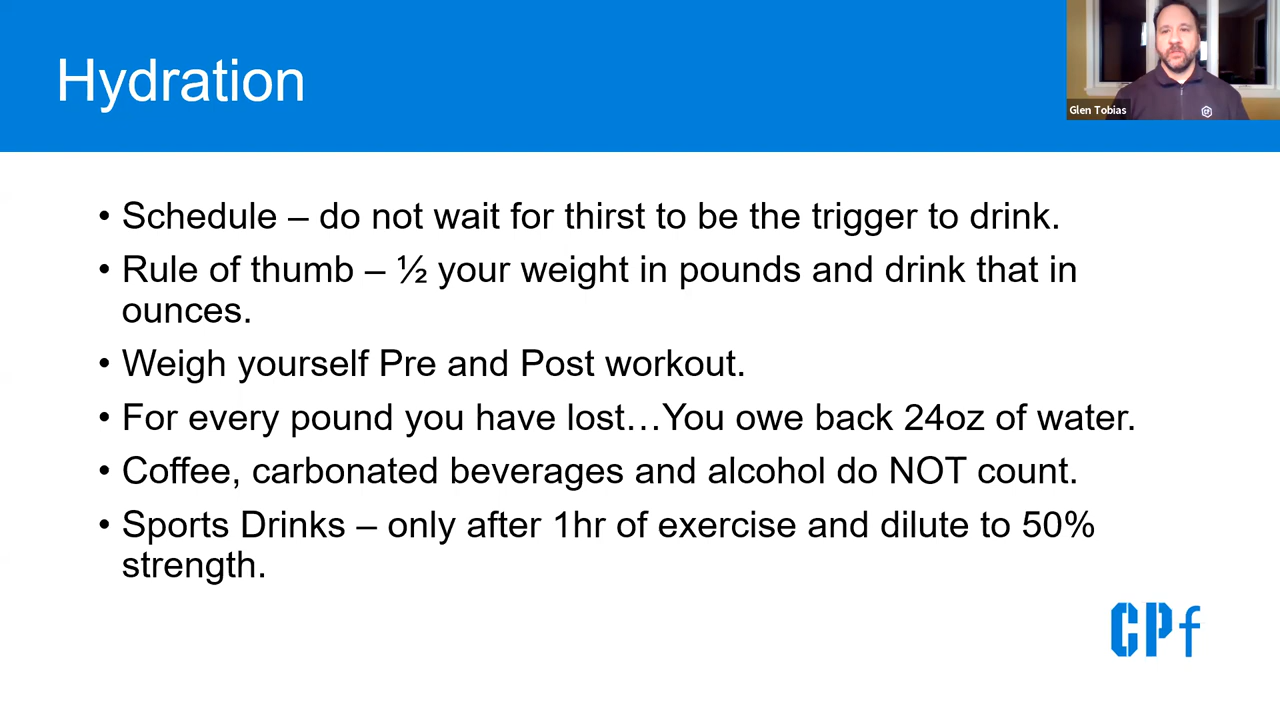 Hydration
Glen Tobias
• Schedule – do not wait for thirst to be the trigger to drink.
• Rule of thumb – ½ your weight in pounds and drink that in
ounces.
• Weigh yourself Pre and Post workout.
• For every pound you have lost…You owe back 24oz of water.
• Coffee, carbonated beverages and alcohol do NOT count.
• Sports Drinks – only after 1hr of exercise and dilute to 50%
strength.
CPf